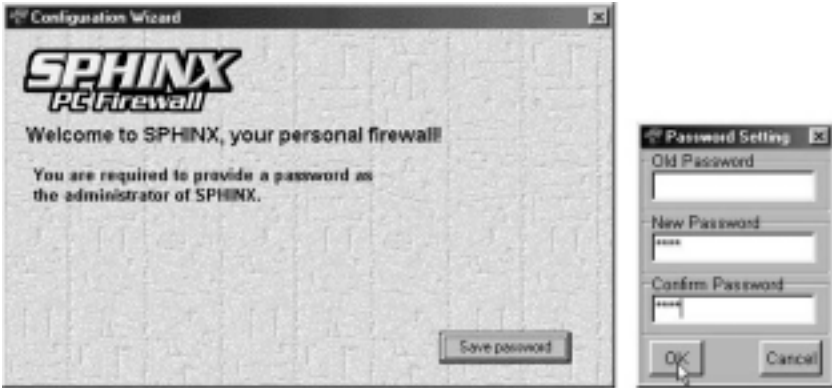 Configuration Wizard
SPHINX
PC Firewall
Welcome to SPHINX, your personal firewall!
You are required to provide a password as
the administrator of SPHINX.
Save password
Password Setting
Old Password
New Password
****
Confirm Password
****
OK
Cancel